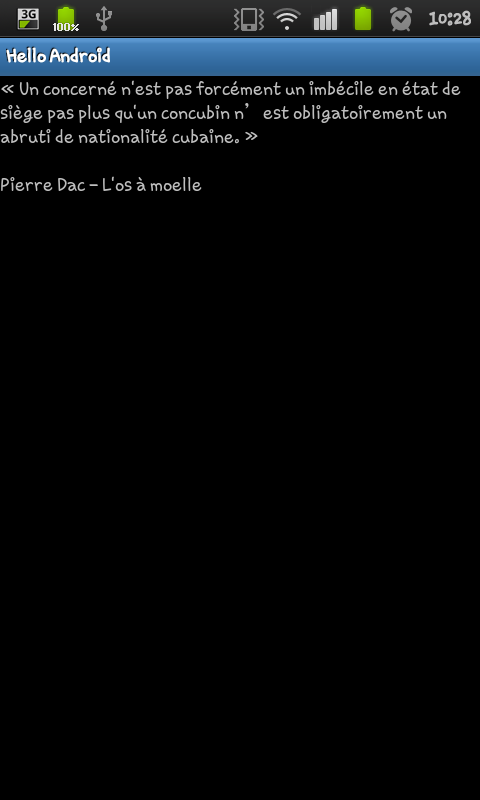 3G
100%
10:28
Hello Android
« Un concerné n'est pas forcément un imbécile en état de
siège pas plus qu'un concubin n’est obligatoirement un
abruti de nationalité cubaine. »
Pierre Dac – L'os à moelle